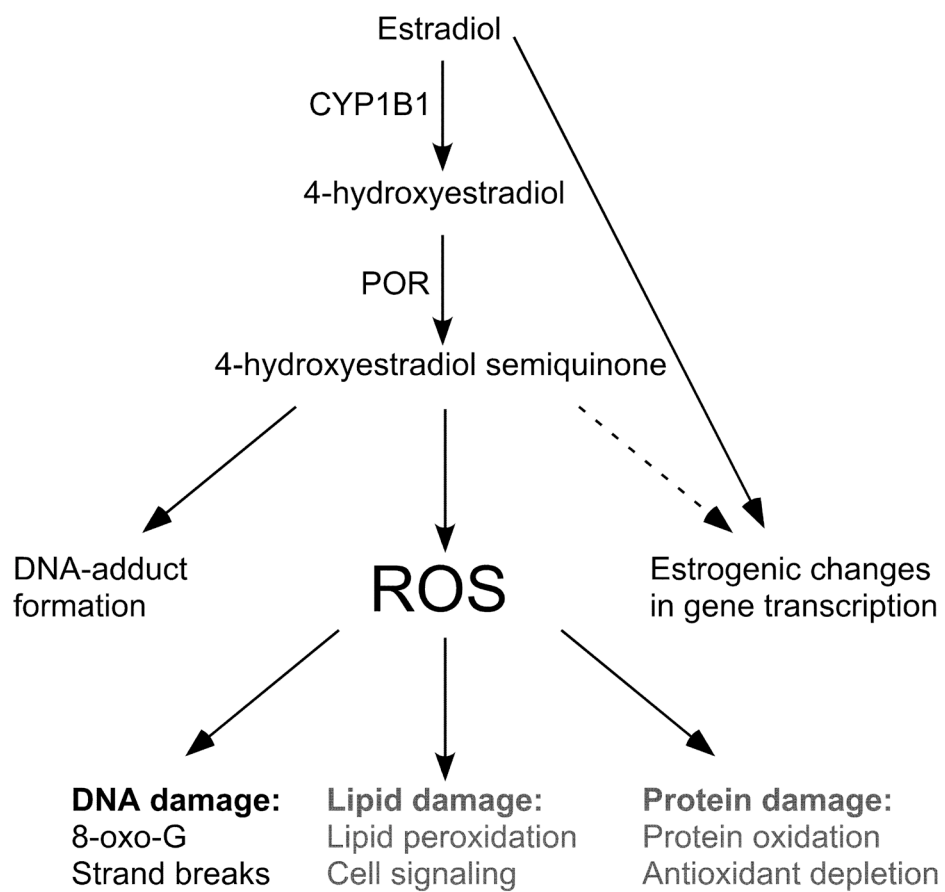 Estradiol
CYP1B1
4-hydroxyestradiol
POR
4-hydroxyestradiol semiquinone
DNA-adduct
formation
ROS
Estrogenic changes
in gene transcription
DNA damage:
8-oxo-G
Strand breaks
Lipid damage:
Lipid peroxidation
Cell signaling
Protein damage:
Protein oxidation
Antioxidant depletion